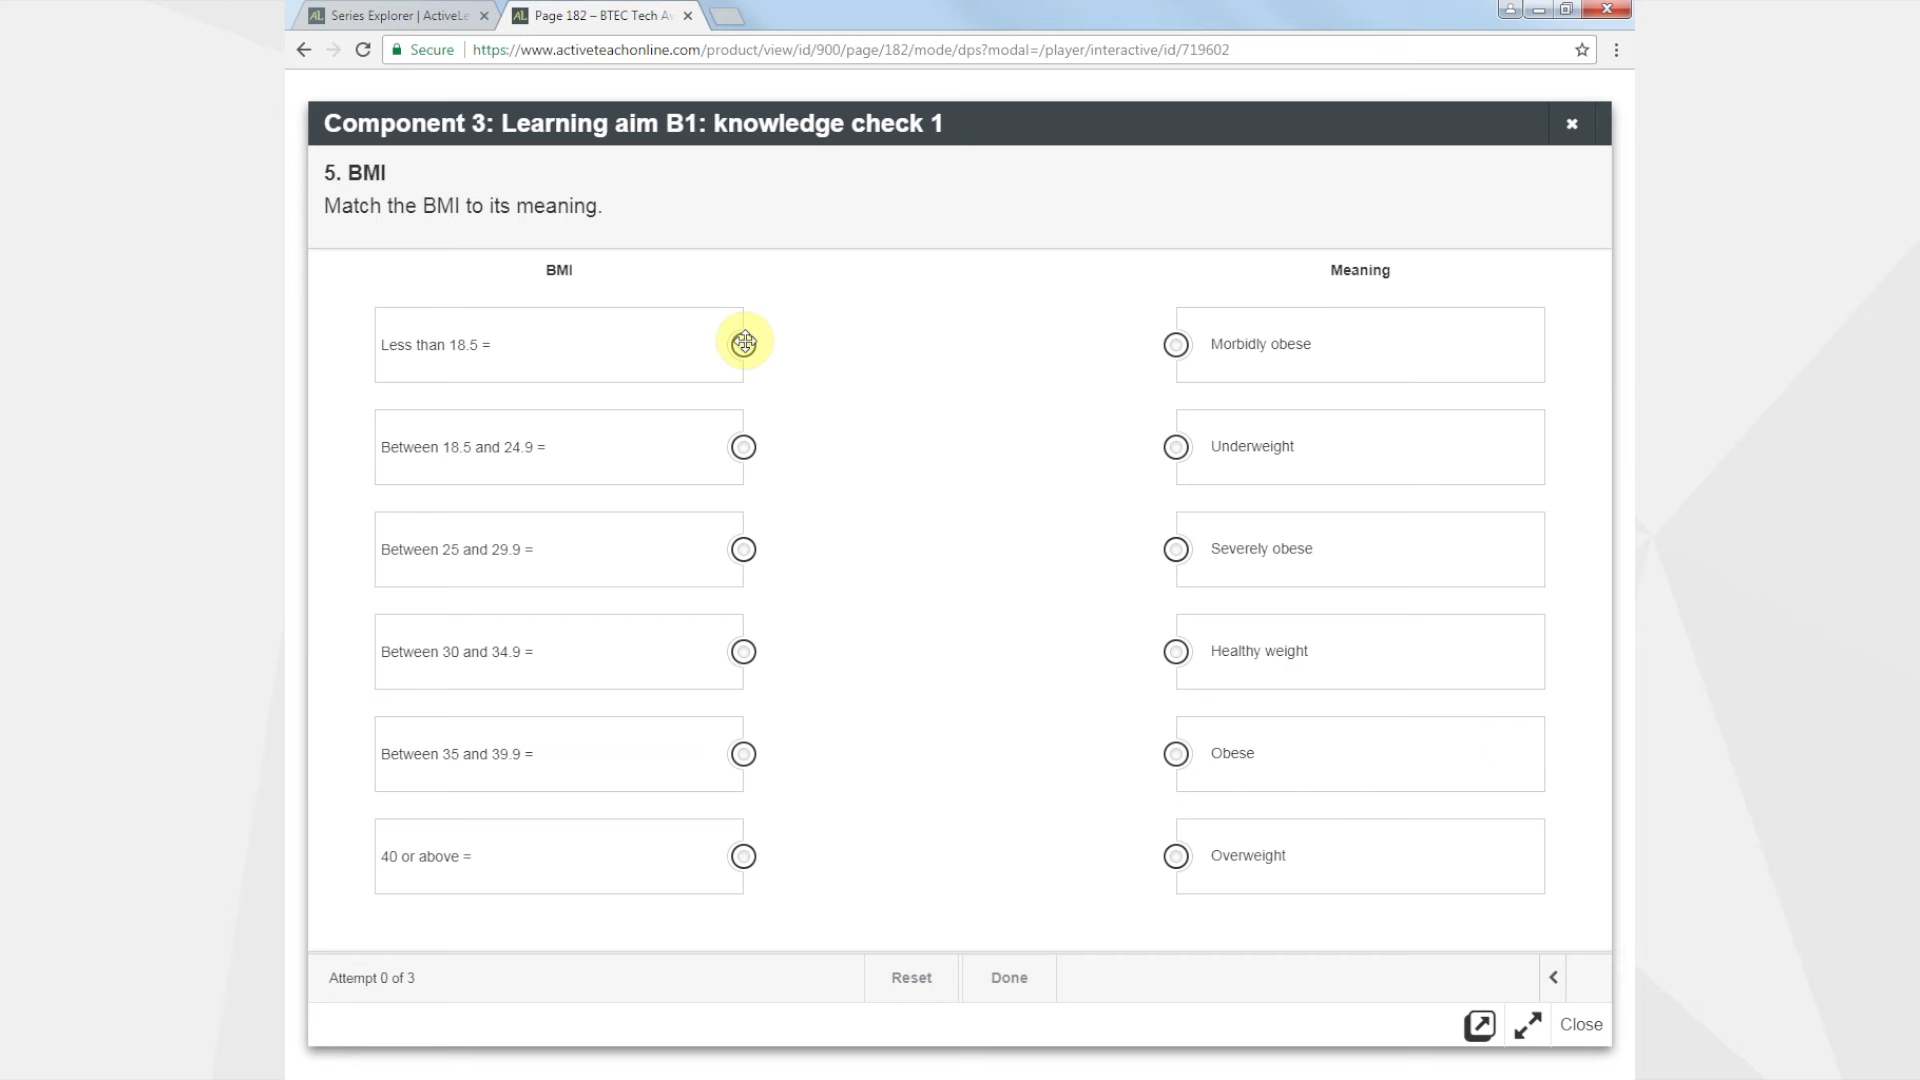 Series Explorer | ActiveLe
Page 182 – BTEC Tech Aw
Secure
https://www.activeteachonline.com/product/view/id/900/page/182/mode/dps?modal=/player/interactive/id/719602
Component 3: Learning aim B1: knowledge check 1
5. BMI
Match the BMI to its meaning.
BMI
Meaning
Less than 18.5 =
Morbidly obese
Between 18.5 and 24.9 =
Underweight
Between 25 and 29.9 =
Severely obese
Between 30 and 34.9 =
Healthy weight
Between 35 and 39.9 =
Obese
40 or above =
Overweight
Attempt 0 of 3
Reset
Done
Close